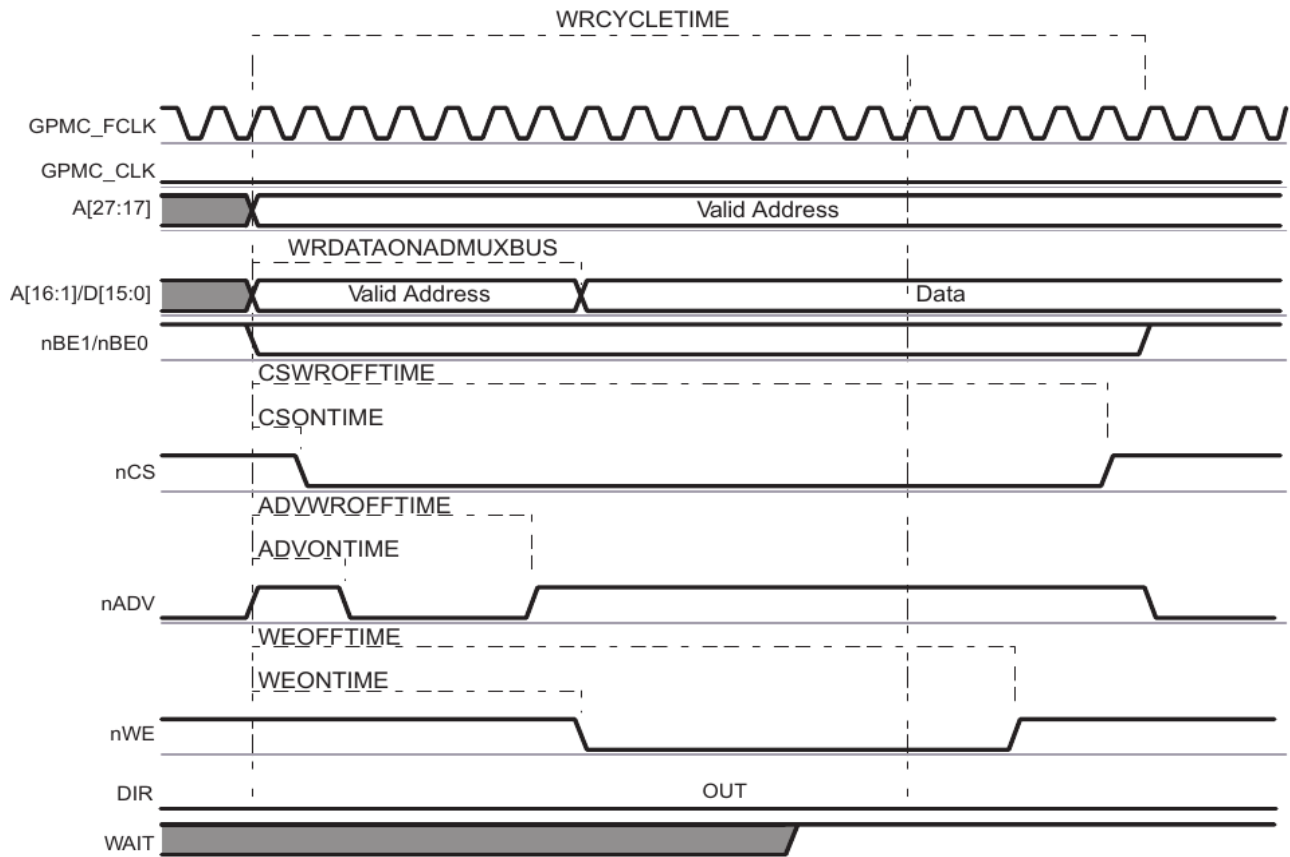 WRCYCLETIME
GPMC_FCLK
GPMC_CLK
A[27:17] Valid Address
WRDATAONADMUXBUS
A[16:1]/D[15:0] Valid Address Data
nBE1/nBE0
CSWROFFTIME
CSONTIME
nCS
ADVWROFFTIME
ADVONTIME
nADV
WEOFFTIME
WEONTIME
nWE
DIR OUT
WAIT